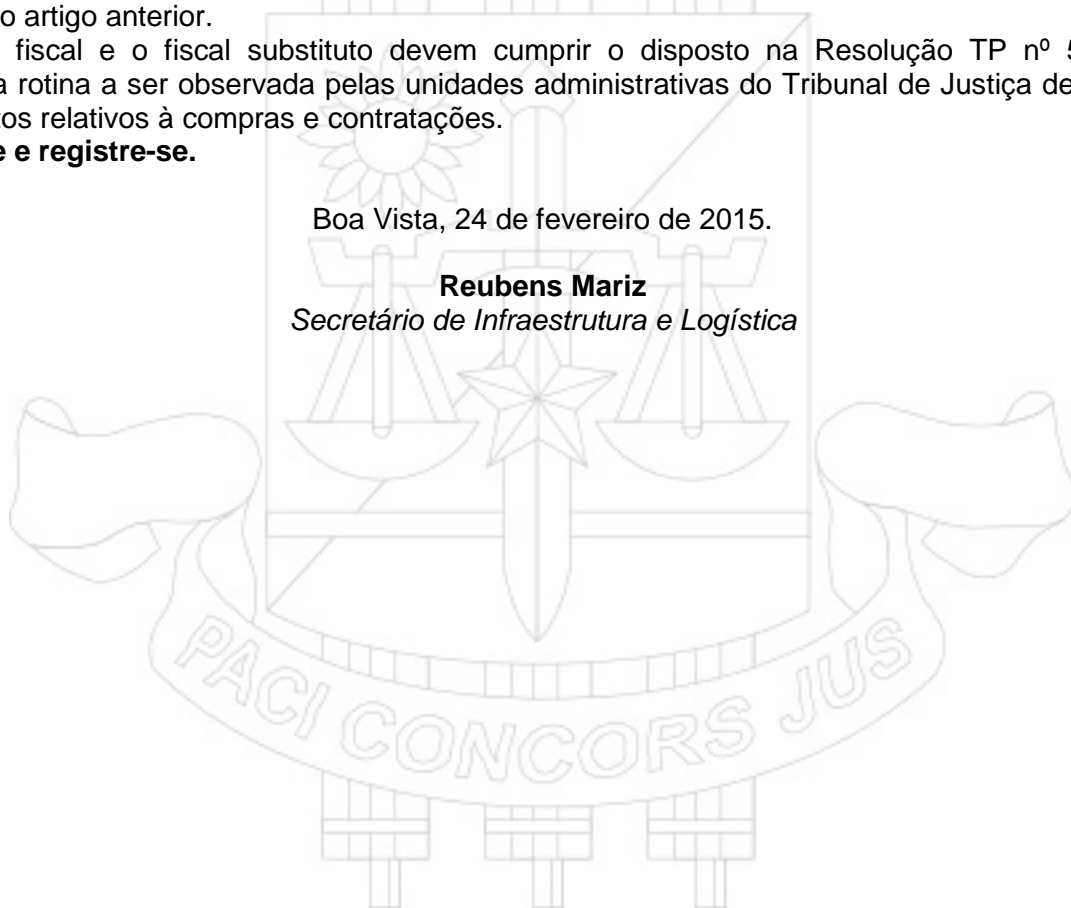 o artigo anterior.
fiscal e o fiscal substituto devem cumprir o disposto na Resolução TP nº 5
a rotina a ser observada pelas unidades administrativas do Tribunal de Justiça de
tos relativos à compras e contratações.
e e registre-se.
Boa Vista, 24 de fevereiro de 2015.
Reubens Mariz
Secretário de Infraestrutura e Logística
PACI CONCORS JUS